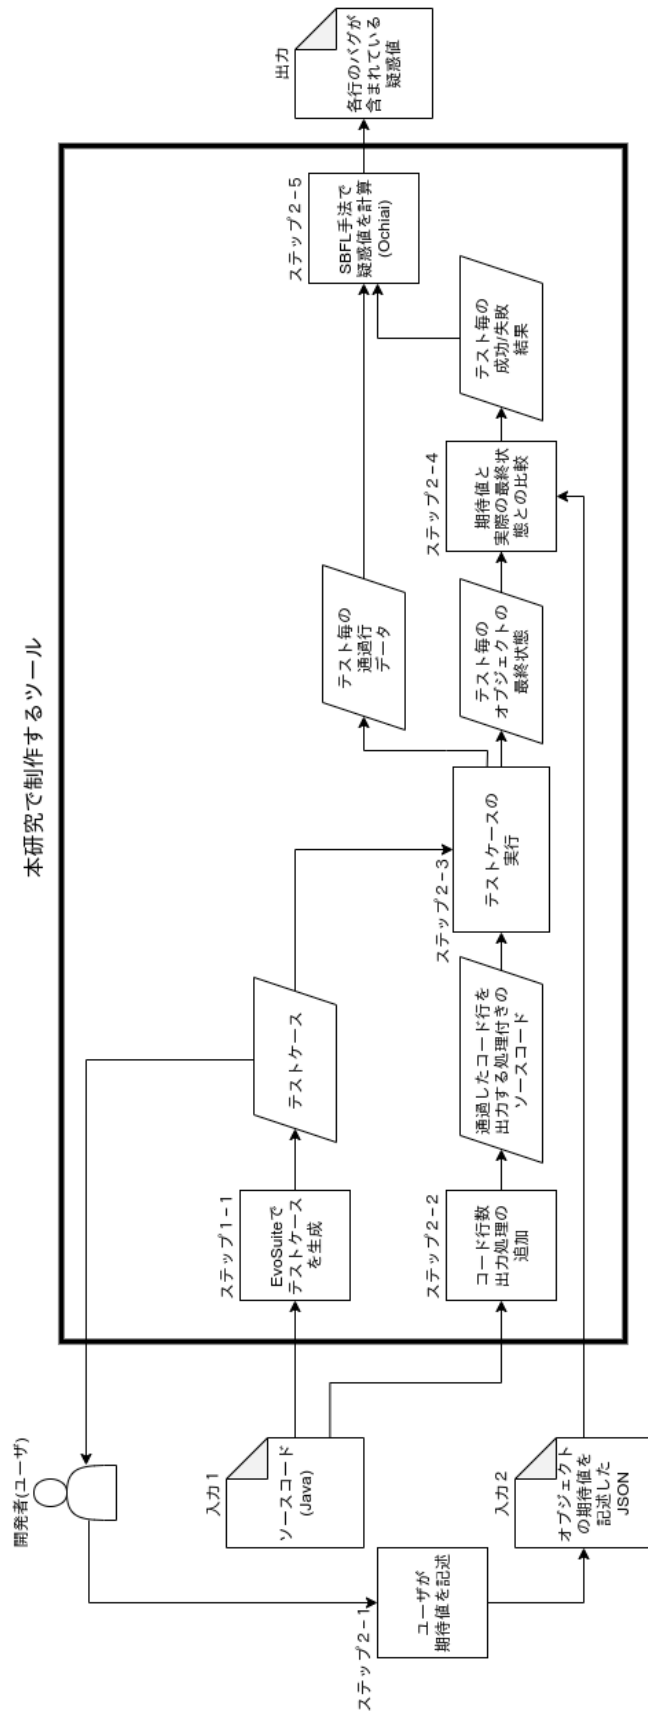 本研究で制作するツール
開発者(ユーザ)
ステップ2-1
ユーザが
期待値を記述
入力1
ソースコード
(Java)
入力2
オブジェクト
の期待値を
記述した
JSON
ステップ1-1
EvoSuiteで
テストケース
を生成
テストケース
ステップ2-2
コード行数
出力処理の
追加
通過したコード行を
出力する処理付きの
ソースコード
ステップ2-3
テストケースの
実行
テスト毎の
通過行
データ
テスト毎の
オブジェクトの
最終状態
ステップ2-4
期待値と
実際の最終状
態との比較
テスト毎の
成功/失敗
結果
ステップ2-5
SBFL手法で
疑惑値を計算
(Ochiai)
出力
各行のバグが
含まれている
疑惑値